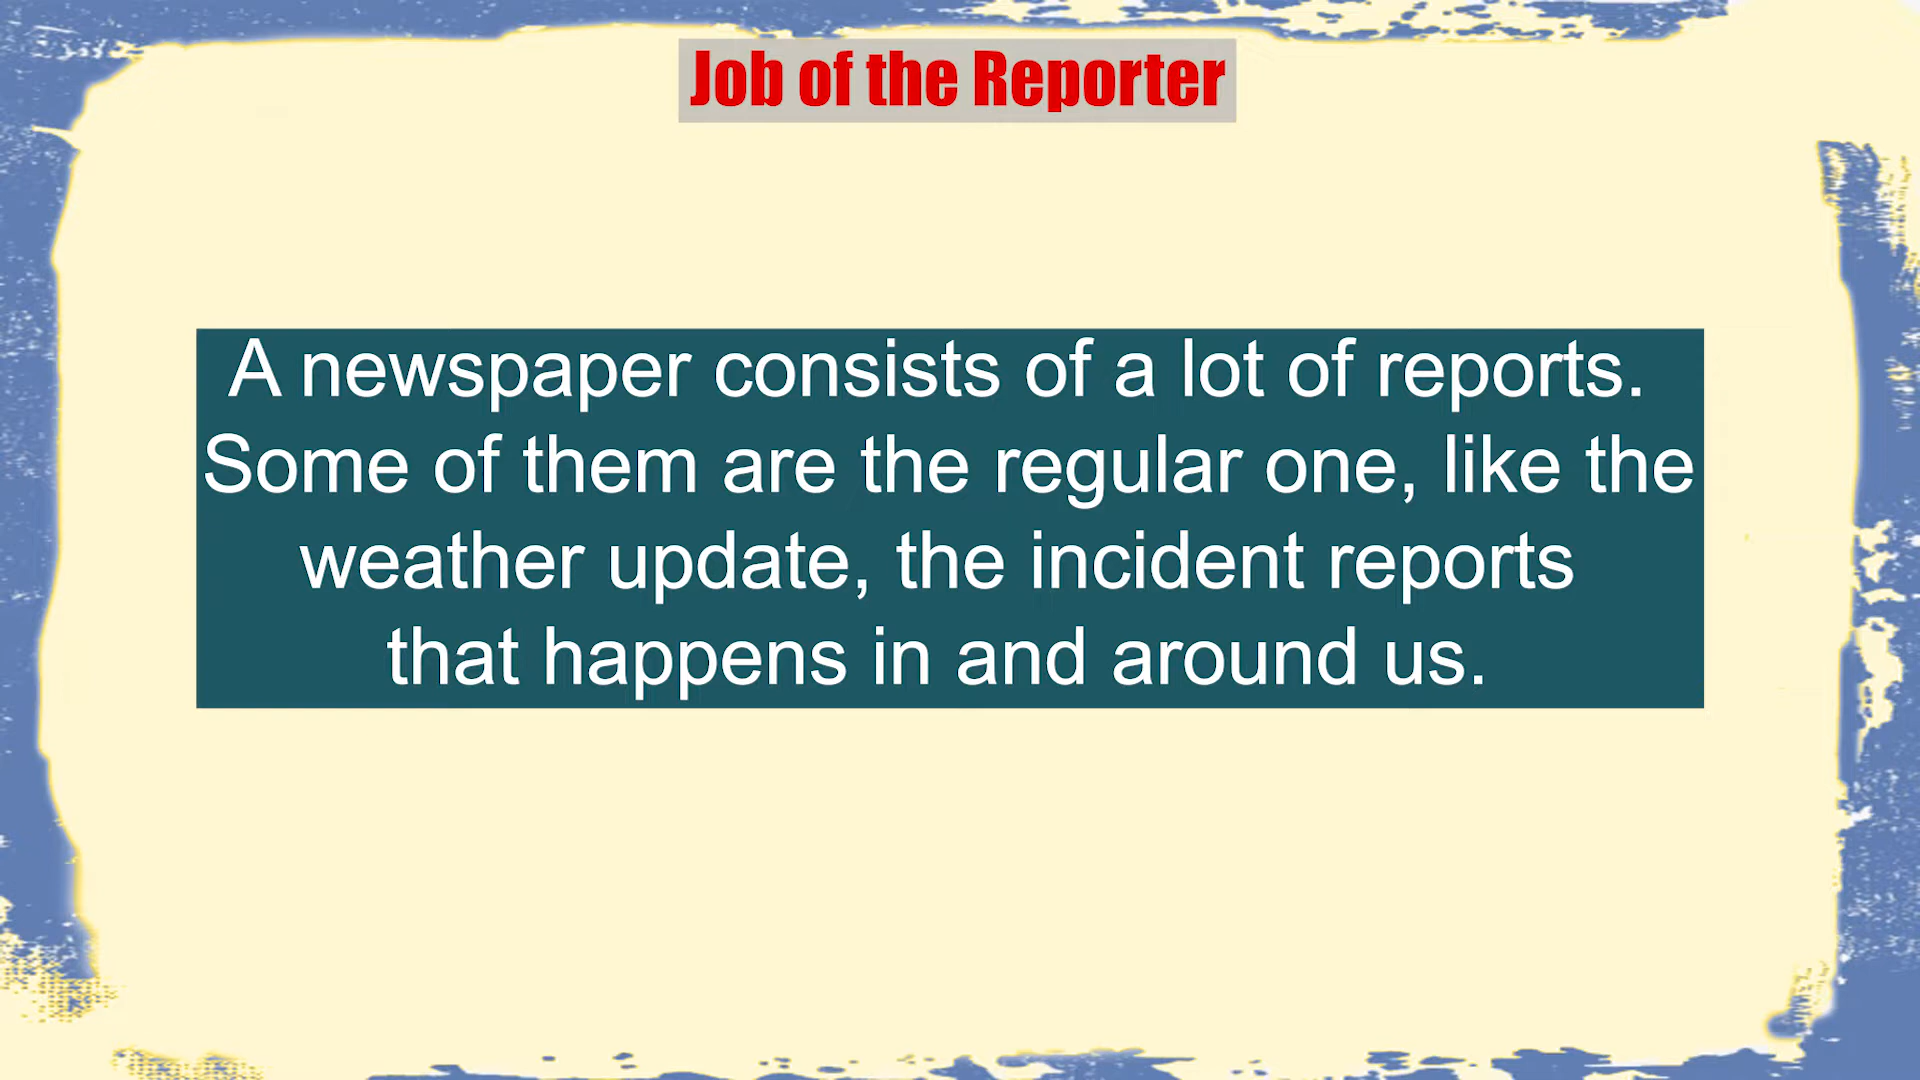 Job of the Reporter
A newspaper consists of a lot of reports.
Some of them are the regular one, like the
weather update, the incident reports
that happens in and around us.